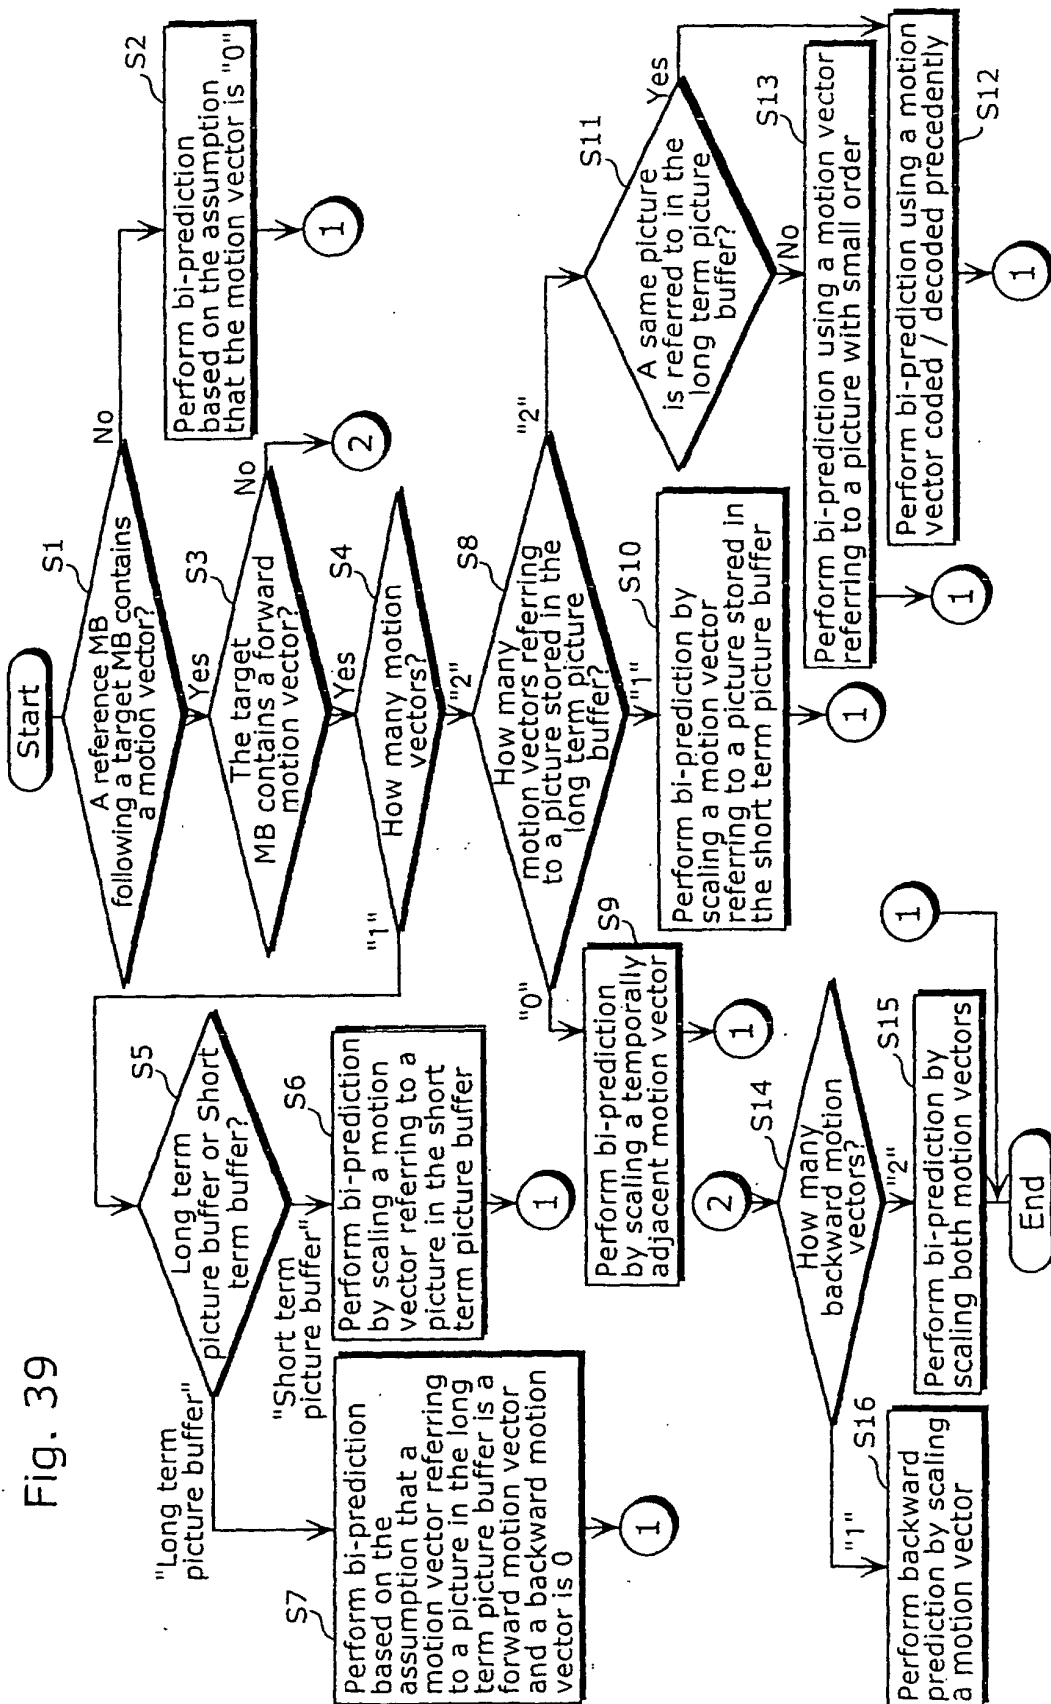 Fig. 39
Start
S1
A reference MB
following a target MB contains
a motion vector?
No
Yes
S2
Perform bi-prediction
based on the assumption
that the motion vector is "0"
1
S3
The target
MB contains a forward
motion vector?
No
2
Yes
S4
How many motion
vectors?
"1"
"2"
S5
Long term
picture buffer or Short
term buffer?
"Long term
picture buffer"
"Short term
picture buffer"
S6
Perform bi-prediction
by scaling a motion
vector referring to a
picture in the short
term picture buffer
1
S7
Perform bi-prediction
based on the
assumption that a
motion vector referring
to a picture in the long
term picture buffer is a
forward motion vector
and a backward motion
vector is 0
1
S8
How many
motion vectors referring
to a picture stored in the
long term picture
buffer?
"0"
"1"
"2"
S9
Perform bi-prediction
by scaling a temporally
adjacent motion vector
1
S10
Perform bi-prediction by
scaling a motion vector
referring to a picture stored in
the short term picture buffer
1
S11
A same picture
is referred to in the
long term picture
buffer?
Yes
No
S13
Perform bi-prediction using a motion vector
referring to a picture with small order
1
Perform bi-prediction using a motion
vector coded / decoded precedently
S12
1
2
S14
How many
backward motion
vectors?
"1"
"2"
S15
Perform bi-prediction by
scaling both motion vectors
S16
Perform backward
prediction by scaling
a motion vector
1
End